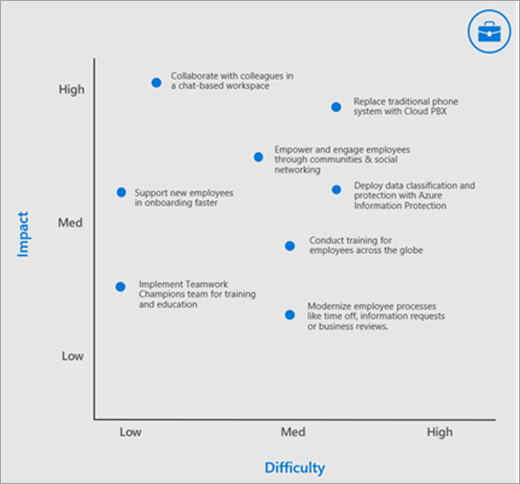 High
Collaborate with colleagues in
a chat-based workspace
Replace traditional phone
system with Cloud PBX
Empower and engage employees
through communities & social
networking
Support new employees
in onboarding faster
Deploy data classification and
protection with Azure
Information Protection
Med
Impact
Conduct training for
employees across the globe
Implement Teamwork
Champions team for training
and education
Modernize employee processes
like time off, information requests
or business reviews.
Low
Low
Med
High
Difficulty